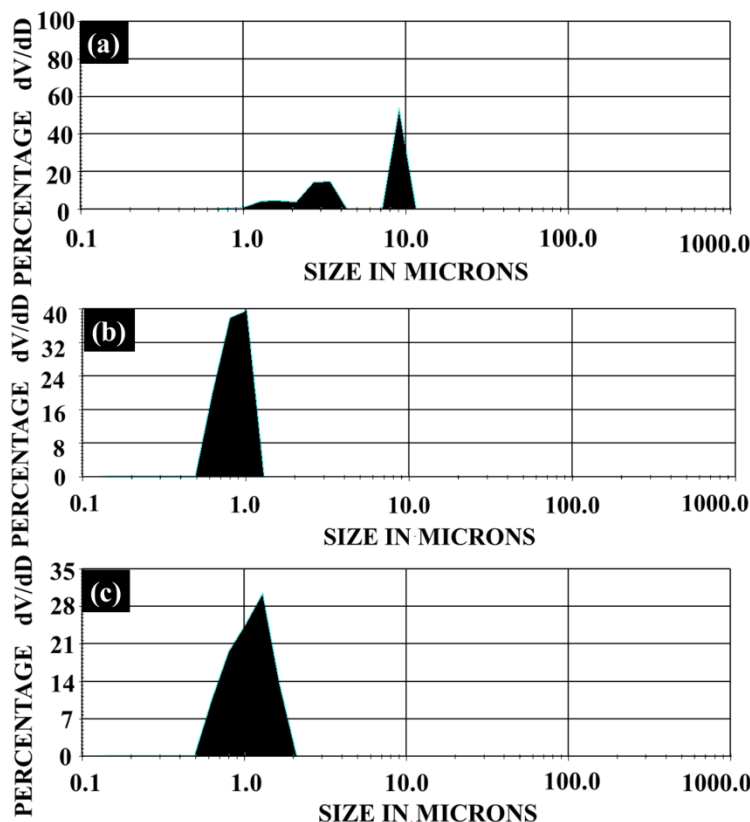 PERCENTAGE dV/dD
(a)
100
80
60
40
20
0
0.1 1.0 10.0 100.0 1000.0
SIZE IN MICRONS
PERCENTAGE dV/dD
(b)
40
32
24
16
8
0
0.1 1.0 10.0 100.0 1000.0
SIZE IN MICRONS
PERCENTAGE dV/dD
(c)
35
28
21
14
7
0
0.1 1.0 10.0 100.0 1000.0
SIZE IN MICRONS